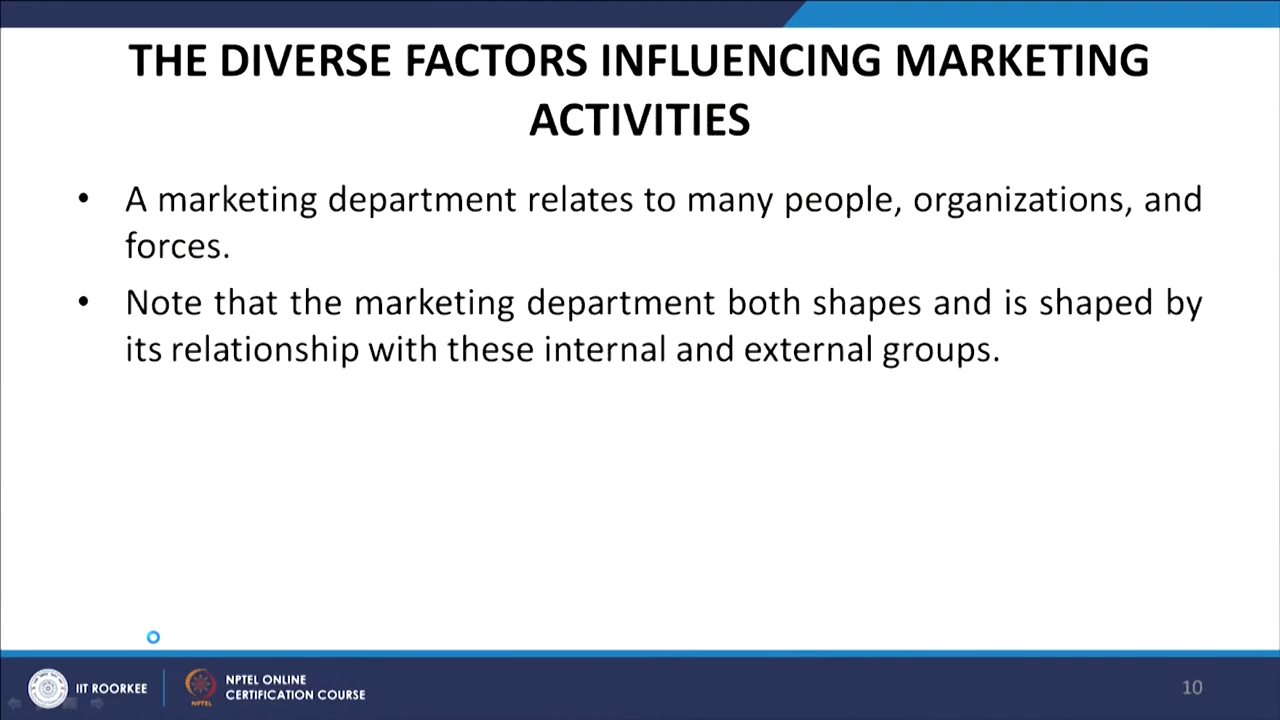 THE DIVERSE FACTORS INFLUENCING MARKETING
ACTIVITIES
• A marketing department relates to many people, organizations, and
forces.
• Note that the marketing department both shapes and is shaped by
its relationship with these internal and external groups.
IIT ROORKEE
NPTEL
NPTEL ONLINE
CERTIFICATION COURSE
10